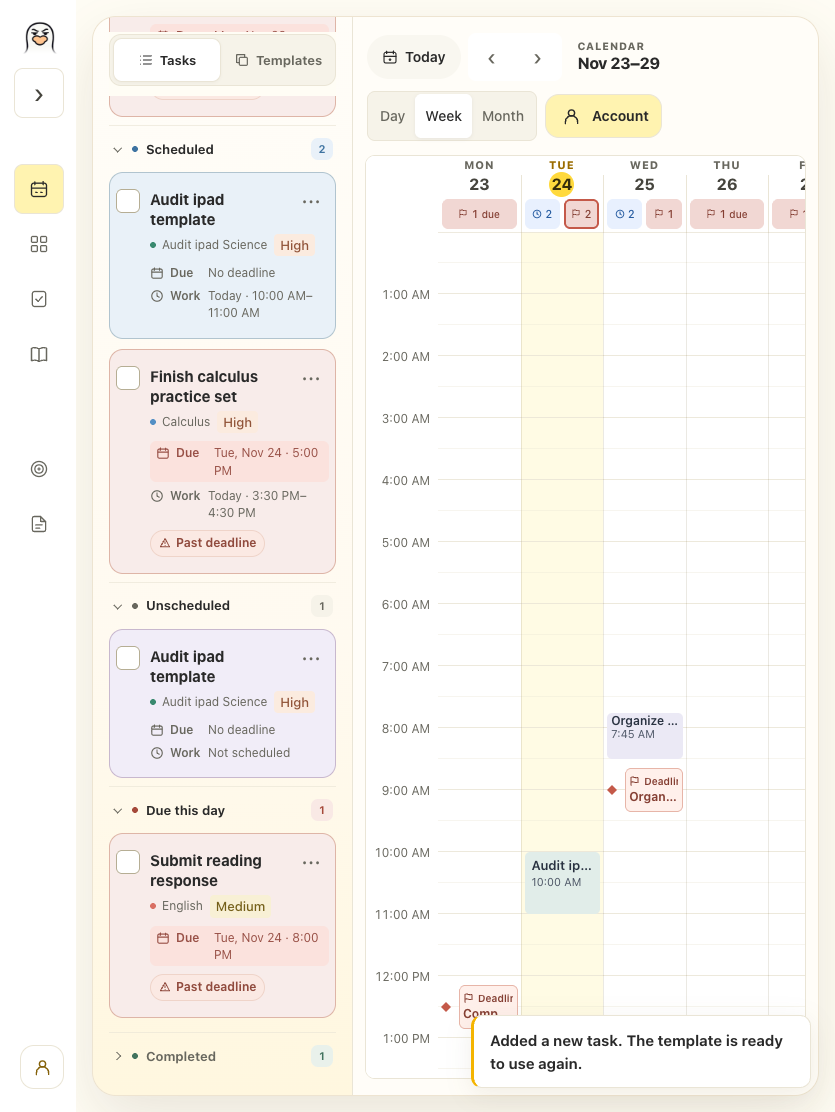 Tasks
Templates
Scheduled
2
Audit ipad
template
Audit ipad Science
High
Due
No deadline
Work
Today · 10:00 AM–
11:00 AM
Finish calculus
practice set
Calculus
High
Due
Tue, Nov 24 · 5:00
PM
Work
Today · 3:30 PM–
4:30 PM
Past deadline
Unscheduled
1
Audit ipad
template
Audit ipad Science
High
Due
No deadline
Work
Not scheduled
Due this day
1
Submit reading
response
English
Medium
Due
Tue, Nov 24 · 8:00
PM
Past deadline
Completed
1
Today
CALENDAR
Nov 23–29
Day
Week
Month
Account
MON
23
TUE
24
WED
25
THU
26
F
2
1 due
2
2
2
1
1 due
1
1:00 AM
2:00 AM
3:00 AM
4:00 AM
5:00 AM
6:00 AM
7:00 AM
8:00 AM
9:00 AM
10:00 AM
11:00 AM
12:00 PM
1:00 PM
Organize ...
7:45 AM
Deadlin
Organ...
Audit ip...
10:00 AM
Deadlin
Comp
Added a new task. The template is ready
to use again.